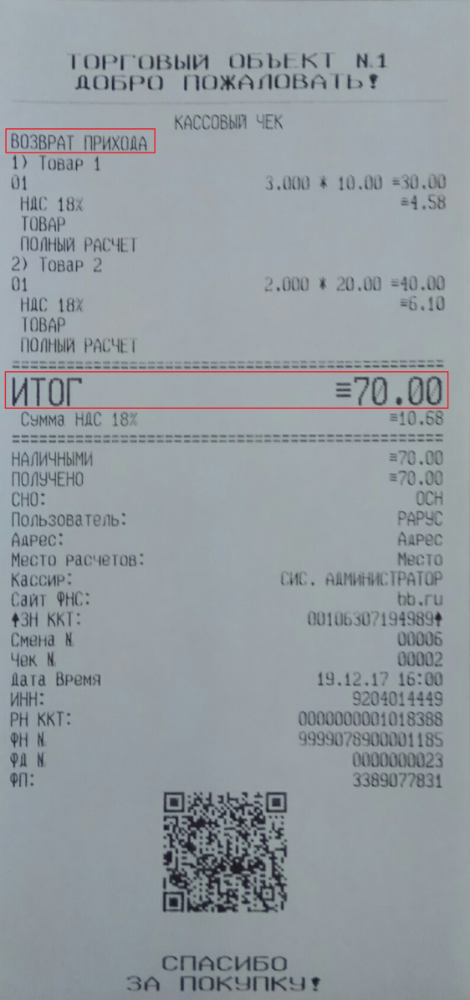 ТОРГОВЫЙ ОБЪЕКТ №1
ДОБРО ПОЖАЛОВАТЬ!
КАССОВЫЙ ЧЕК
ВОЗВРАТ ПРИХОДА
1) Товар 1
01 3.000 * 10.00 ≡30.00
НДС 18% ≡4.58
ТОВАР
ПОЛНЫЙ РАСЧЕТ
2) Товар 2
01 2.000 * 20.00 ≡40.00
НДС 18% ≡6.10
ТОВАР
ПОЛНЫЙ РАСЧЕТ
ИТОГ ≡70.00
Сумма НДС 18% ≡10.68
НАЛИЧНЫМИ ≡70.00
ПОЛУЧЕНО ≡70.00
СНО: ОСН
Пользователь: РАРУС
Адрес: Адрес
Место расчетов: Место
Кассир: СИС. АДМИНИСТРАТОР
Сайт ФНС: bb.ru
↑ЗН ККТ: 00106307194989↑
Смена № 00006
Чек № 00002
Дата Время 19.12.17 16:00
ИНН: 9204014449
РН ККТ: 0000000001018388
ФН № 9999078900001185
ФД № 0000000023
ФП: 3389077831
СПАСИБО
ЗА ПОКУПКУ!